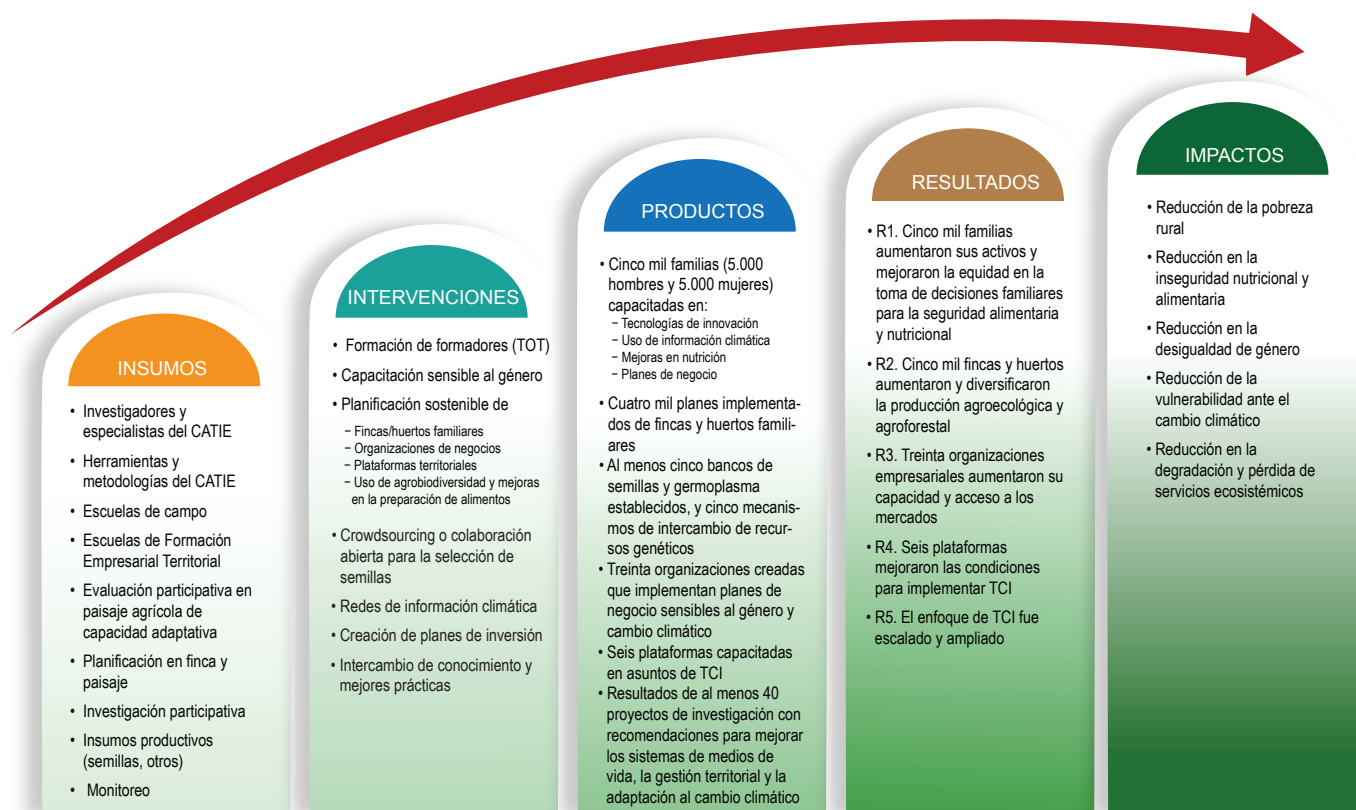 INSUMOS
• Investigadores y
especialistas del CATIE
• Herramientas y
metodologías del CATIE
• Escuelas de campo
• Escuelas de Formación
Empresarial Territorial
• Evaluación participativa en
paisaje agrícola de
capacidad adaptativa
• Planificación en finca y
paisaje
• Investigación participativa
• Insumos productivos
(semillas, otros)
• Monitoreo
INTERVENCIONES
• Formación de formadores (TOT)
• Capacitación sensible al género
• Planificación sostenible de
− Fincas/huertos familiares
− Organizaciones de negocios
− Plataformas territoriales
− Uso de agrobiodiversidad y mejoras
en la preparación de alimentos
• Crowdsourcing o colaboración
abierta para la selección de
semillas
• Redes de información climática
• Creación de planes de inversión
• Intercambio de conocimiento y
mejores prácticas
PRODUCTOS
• Cinco mil familias (5.000
hombres y 5.000 mujeres)
capacitadas en:
− Tecnologías de innovación
− Uso de información climática
− Mejoras en nutrición
− Planes de negocio
• Cuatro mil planes implementa-
dos de fincas y huertos famili-
ares
• Al menos cinco bancos de
semillas y germoplasma
establecidos, y cinco mecanis-
mos de intercambio de recur-
sos genéticos
• Treinta organizaciones creadas
que implementan planes de
negocio sensibles al género y
cambio climático
• Seis plataformas capacitadas
en asuntos de TCI
• Resultados de al menos 40
proyectos de investigación con
recomendaciones para mejorar
los sistemas de medios de
vida, la gestión territorial y la
adaptación al cambio climático
RESULTADOS
• R1. Cinco mil familias
aumentaron sus activos y
mejoraron la equidad en la
toma de decisiones familiares
para la seguridad alimentaria
y nutricional
• R2. Cinco mil fincas y huertos
aumentaron y diversificaron
la producción agroecológica y
agroforestal
• R3. Treinta organizaciones
empresariales aumentaron su
capacidad y acceso a los
mercados
• R4. Seis plataformas
mejoraron las condiciones
para implementar TCI
• R5. El enfoque de TCI fue
escalado y ampliado
IMPACTOS
• Reducción de la pobreza
rural
• Reducción en la
inseguridad nutricional y
alimentaria
• Reducción en la
desigualdad de género
• Reducción de la
vulnerabilidad ante el
cambio climático
• Reducción en la
degradación y pérdida de
servicios ecosistémicos